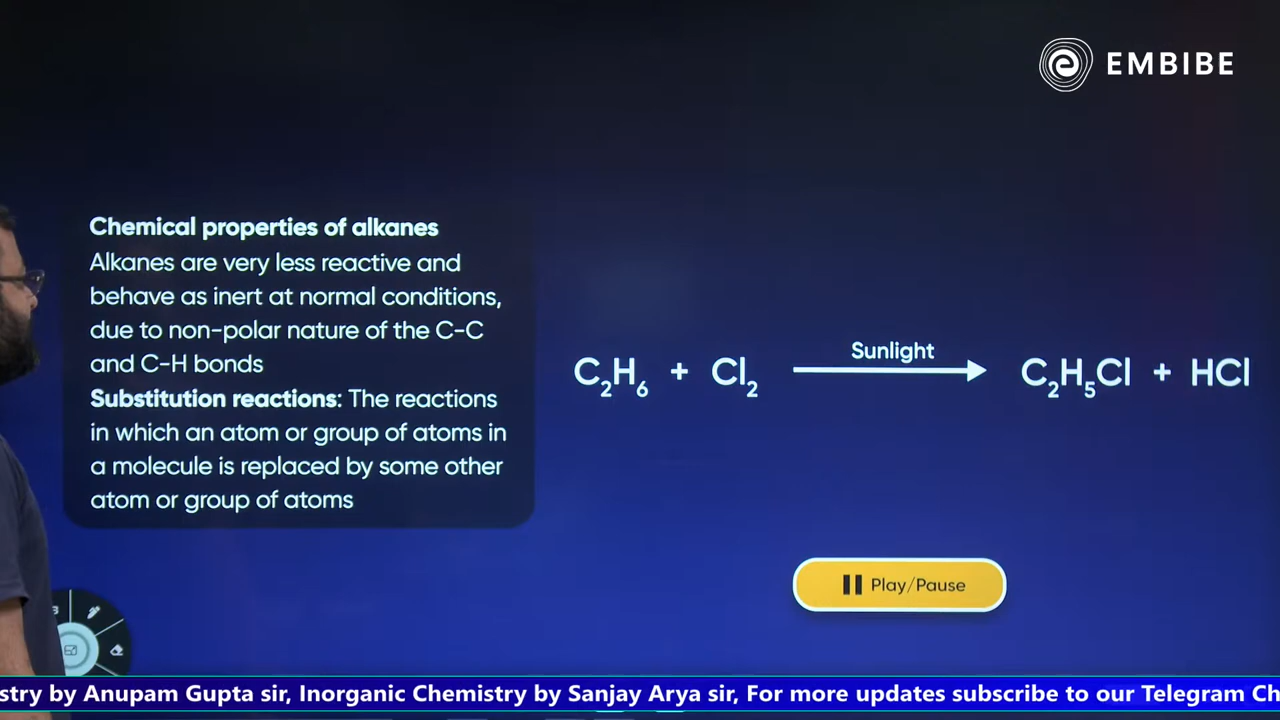 EMBIBE
Chemical properties of alkanes
Alkanes are very less reactive and
behave as inert at normal conditions,
due to non-polar nature of the C-C
and C-H bonds
Substitution reactions: The reactions
in which an atom or group of atoms in
a molecule is replaced by some other
atom or group of atoms
Sunlight
C₂H₆ + Cl₂ → C₂H₅Cl + HCl
Play/Pause
stry by Anupam Gupta sir, Inorganic Chemistry by Sanjay Arya sir, For more updates subscribe to our Telegram Ch